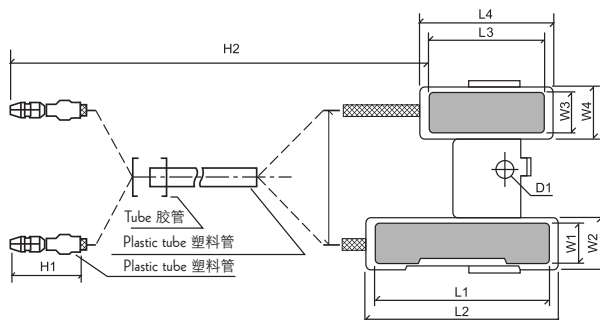 L4
L3
H2
W3
W4
D1
Tube 胶管
Plastic tube 塑料管
Plastic tube 塑料管
H1
W1
W2
L1
L2